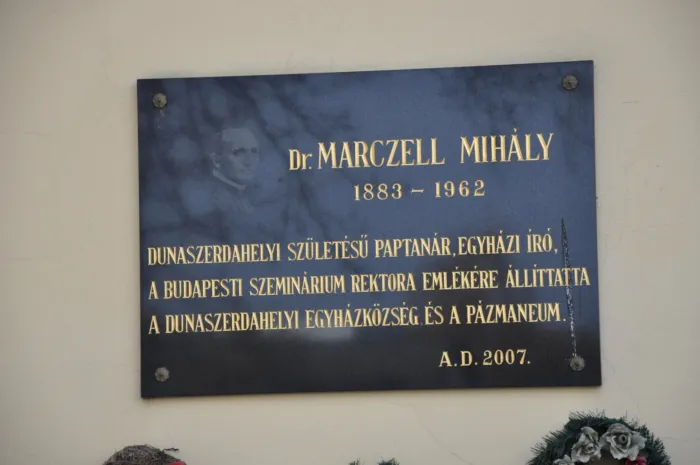 Dr. MARCZELL MIHÁLY
1883 – 1962
DUNASZERDAHELYI SZÜLETÉSŰ PAPTANÁR, EGYHÁZI ÍRÓ,
A BUDAPESTI SZEMINÁRIUM REKTORA EMLÉKÉRE ÁLLÍTTATTA
A DUNASZERDAHELYI EGYHÁZKÖZSÉG ÉS A PÁZMANEUM.
A.D. 2007.